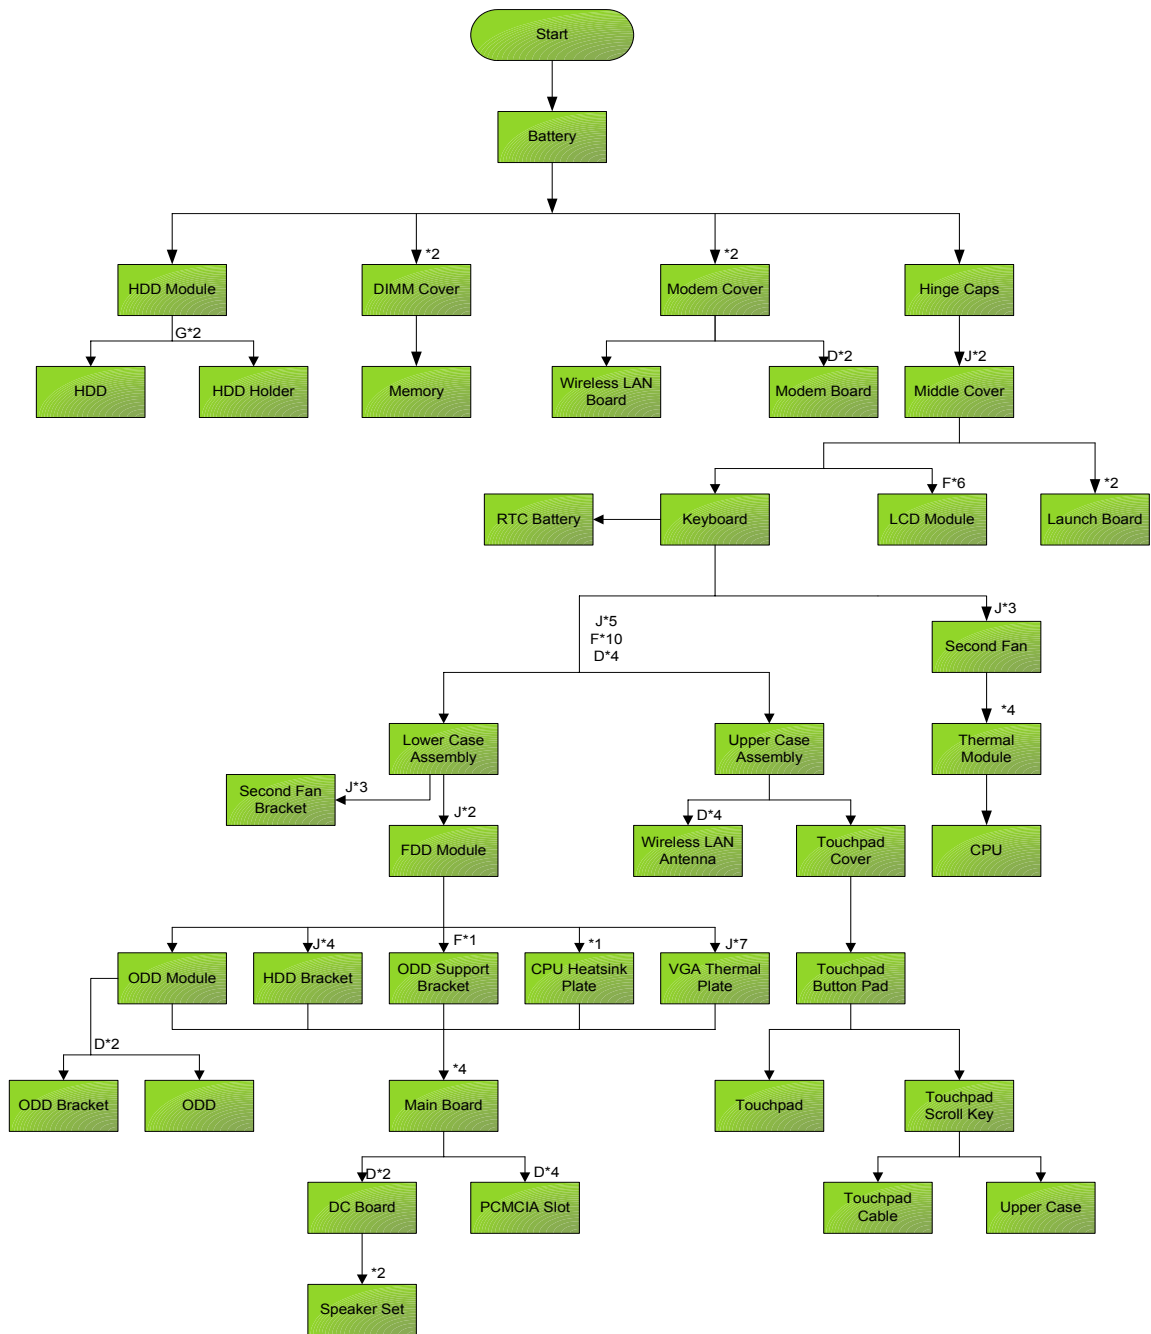 Start
Battery
*2
*2
HDD Module
DIMM Cover
Modem Cover
Hinge Caps
G*2
D*2
J*2
HDD
HDD Holder
Memory
Wireless LAN
Board
Modem Board
Middle Cover
F*6
*2
RTC Battery
Keyboard
LCD Module
Launch Board
J*5
F*10
D*4
J*3
Second Fan
*4
Lower Case
Assembly
Upper Case
Assembly
Thermal
Module
Second Fan
Bracket
J*3
J*2
D*4
FDD Module
Wireless LAN
Antenna
Touchpad
Cover
CPU
J*4
F*1
*1
J*7
ODD Module
HDD Bracket
ODD Support
Bracket
CPU Heatsink
Plate
VGA Thermal
Plate
Touchpad
Button Pad
D*2
*4
ODD Bracket
ODD
Main Board
Touchpad
Touchpad
Scroll Key
D*2
D*4
DC Board
PCMCIA Slot
Touchpad
Cable
Upper Case
*2
Speaker Set